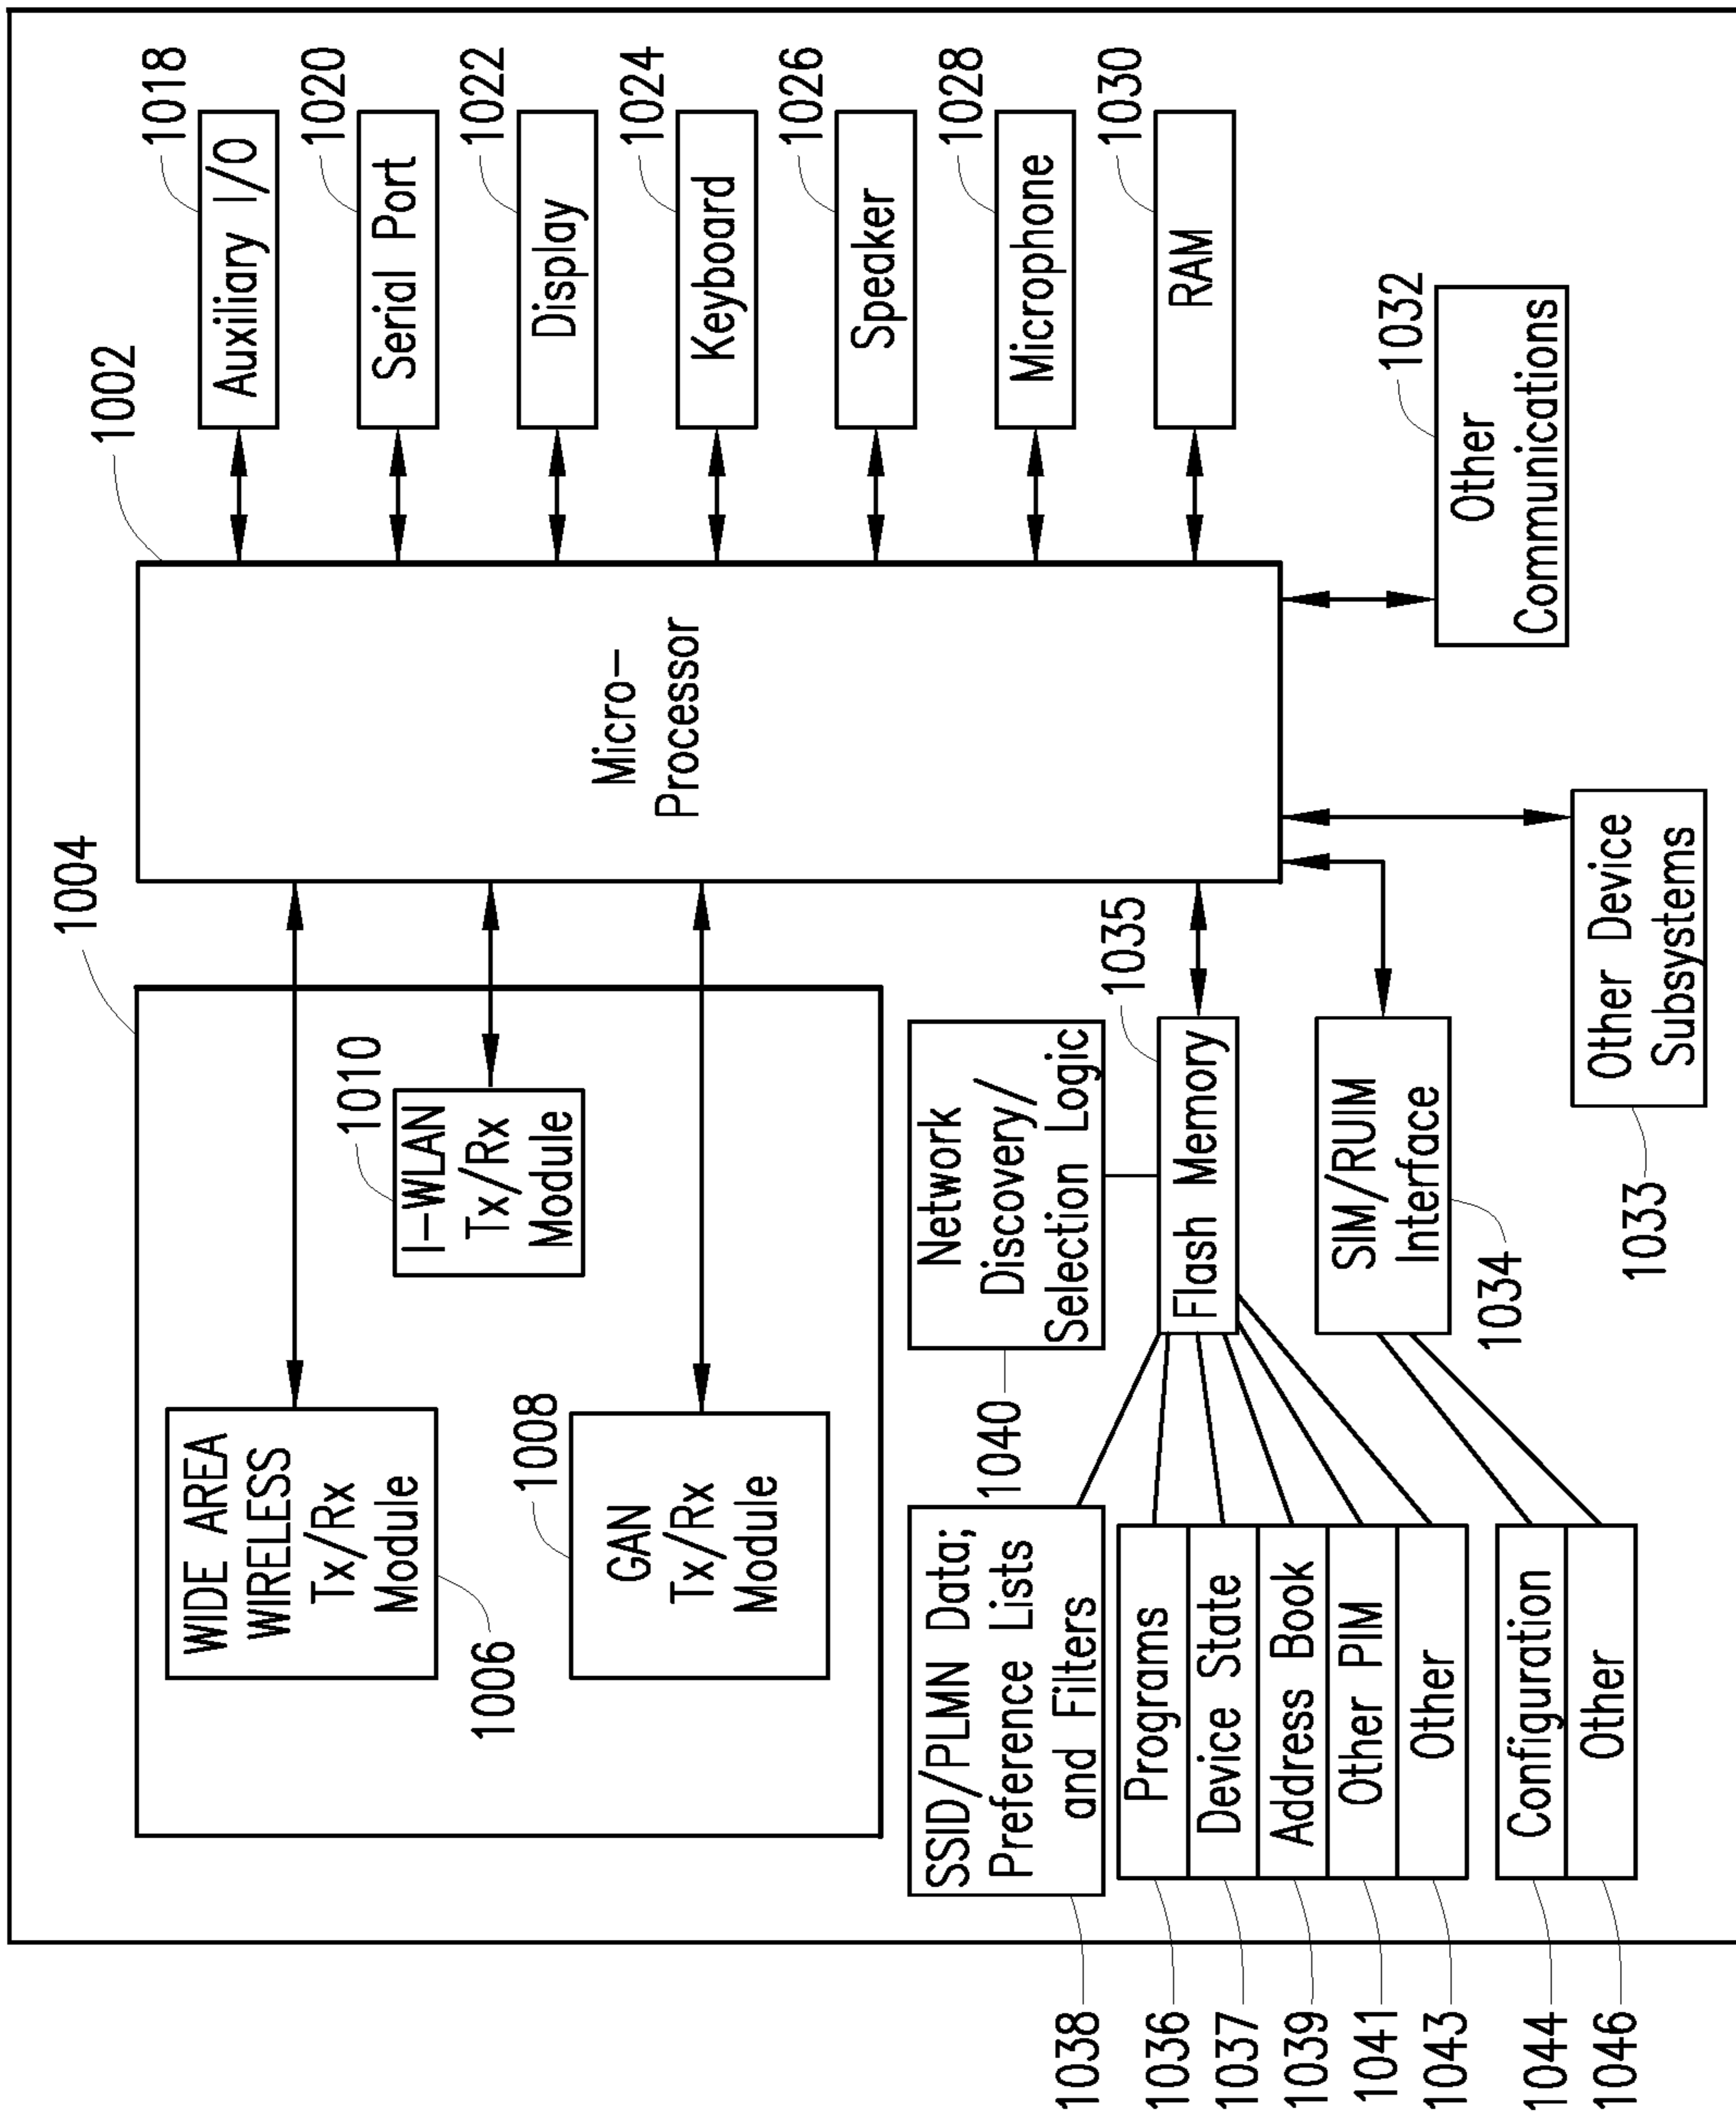 1004
1002
WIDE AREA
WIRELESS
Tx/Rx
Module
1006
1010
I-WLAN
Tx/Rx
Module
1008
GAN
Tx/Rx
Module
Micro-
Processor
1018
Auxiliary I/O
1020
Serial Port
1022
Display
1024
Keyboard
1026
Speaker
1028
Microphone
1030
RAM
1032
Other
Communications
1033
Other Device
Subsystems
1035
Flash Memory
1040
Network
Discovery/
Selection Logic
1034
SIM/RUIM
Interface
1038
SSID/PLMN Data;
Preference Lists
and Filters
1036
Programs
1037
Device State
1039
Address Book
1041
Other PIM
1043
Other
1044
Configuration
1046
Other